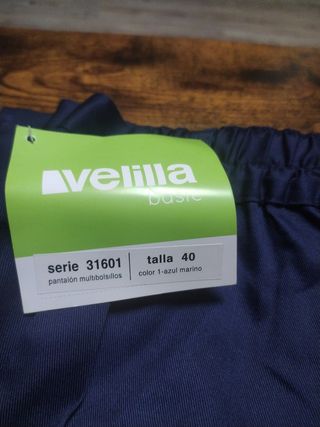 velilla
basic
serie 31601
pantalón multibolsillos
talla 40
color 1-azul marino